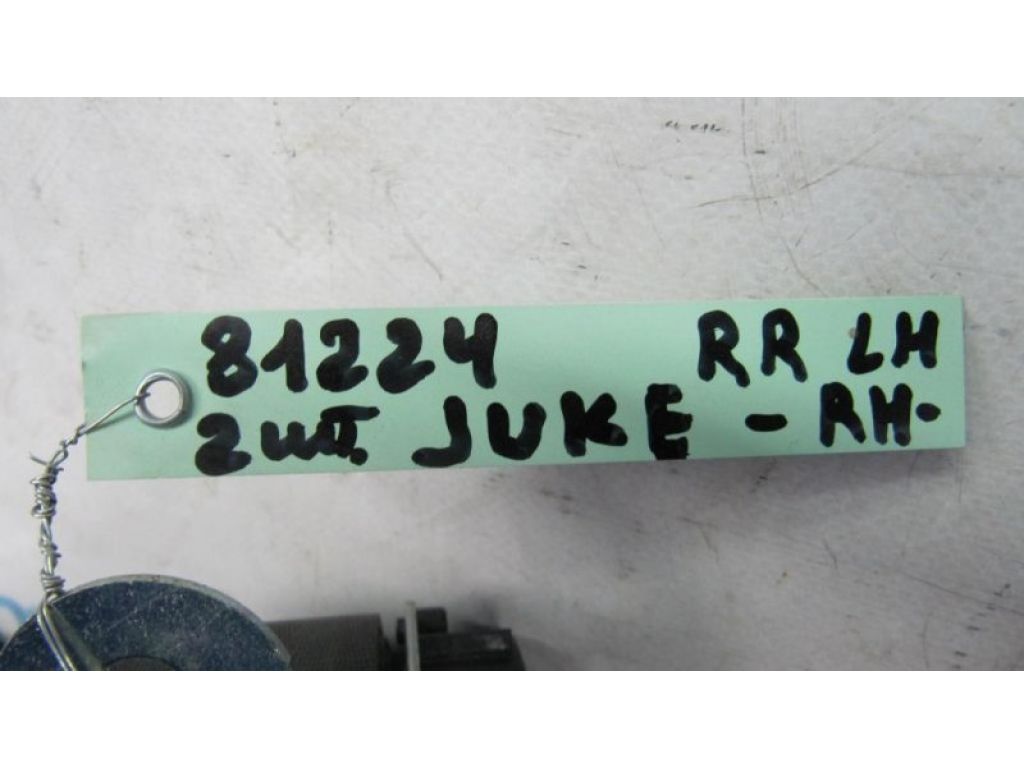 81224 RR LH
2шт. JUKE - RH-